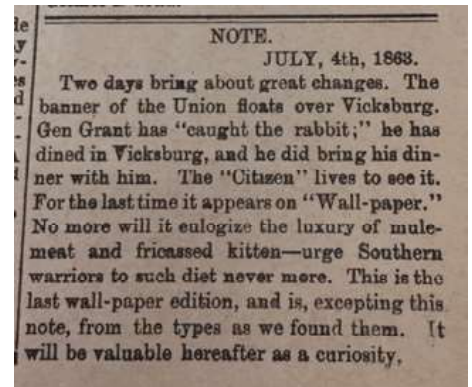 NOTE.
JULY, 4th, 1863.
Two days bring about great changes. The
banner of the Union floats over Vicksburg.
Gen Grant has "caught the rabbit;" he has
dined in Vicksburg, and he did bring his din-
ner with him. The "Citizen" lives to see it.
For the last time it appears on "Wall-paper."
No more will it eulogize the luxury of mule-
meat and fricassed kitten—urge Southern
warriors to such diet never more. This is the
last wall-paper edition, and is, excepting this
note, from the types as we found them. It
will be valuable hereafter as a curiosity.